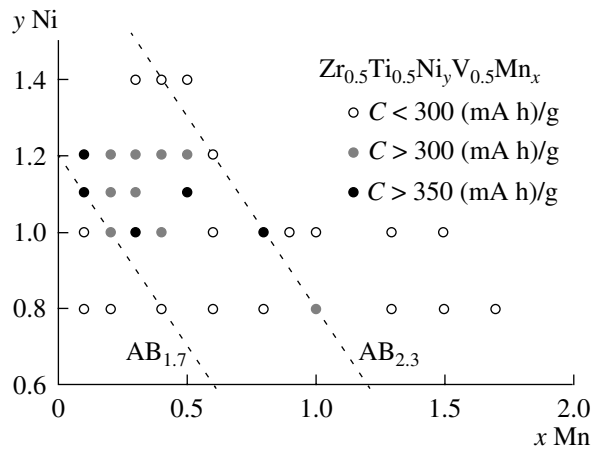 y Ni
Zr₀.₅Ti₀.₅NiᵧV₀.₅Mnₓ
C < 300 (mA h)/g
C > 300 (mA h)/g
C > 350 (mA h)/g
1.4
1.2
1.0
0.8
0.6
AB₁.₇
AB₂.₃
0 0.5 1.0 1.5 2.0
x Mn